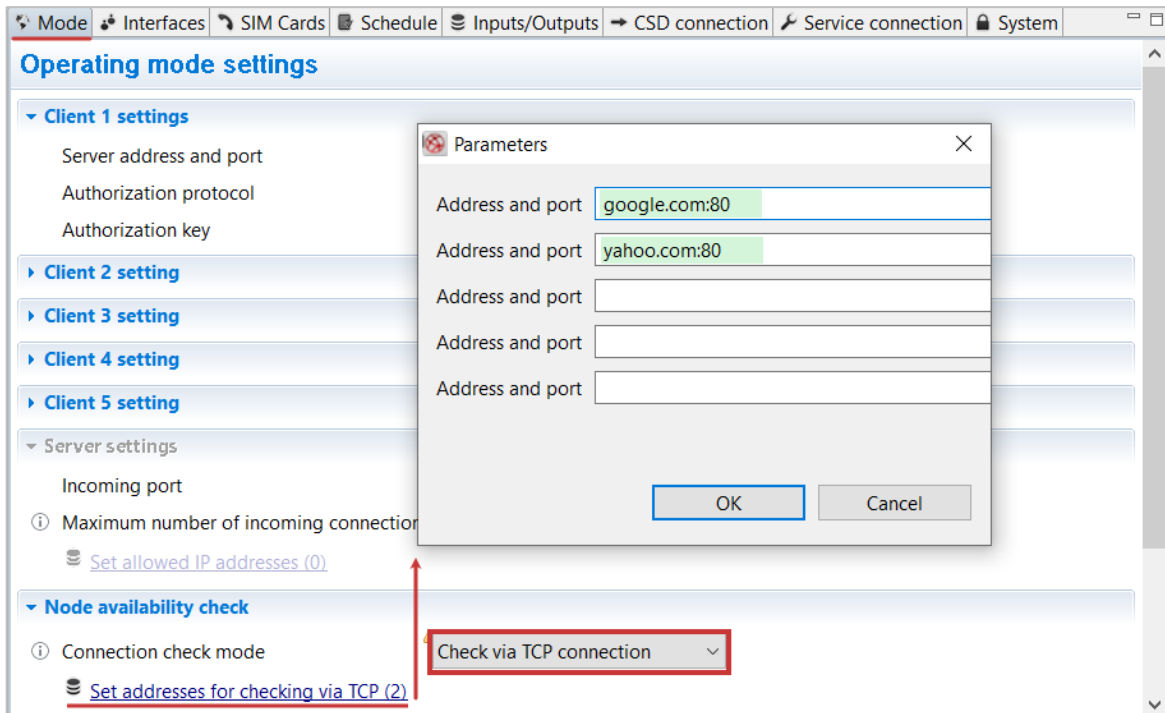 Mode Interfaces SIM Cards Schedule Inputs/Outputs CSD connection Service connection System
Operating mode settings
Client 1 settings
Server address and port
Authorization protocol
Authorization key
Client 2 setting
Client 3 setting
Client 4 setting
Client 5 setting
Server settings
Incoming port
Maximum number of incoming connection
Set allowed IP addresses (0)
Node availability check
Connection check mode
Check via TCP connection
Set addresses for checking via TCP (2)
Parameters
Address and port google.com:80
Address and port yahoo.com:80
Address and port
Address and port
Address and port
OK Cancel